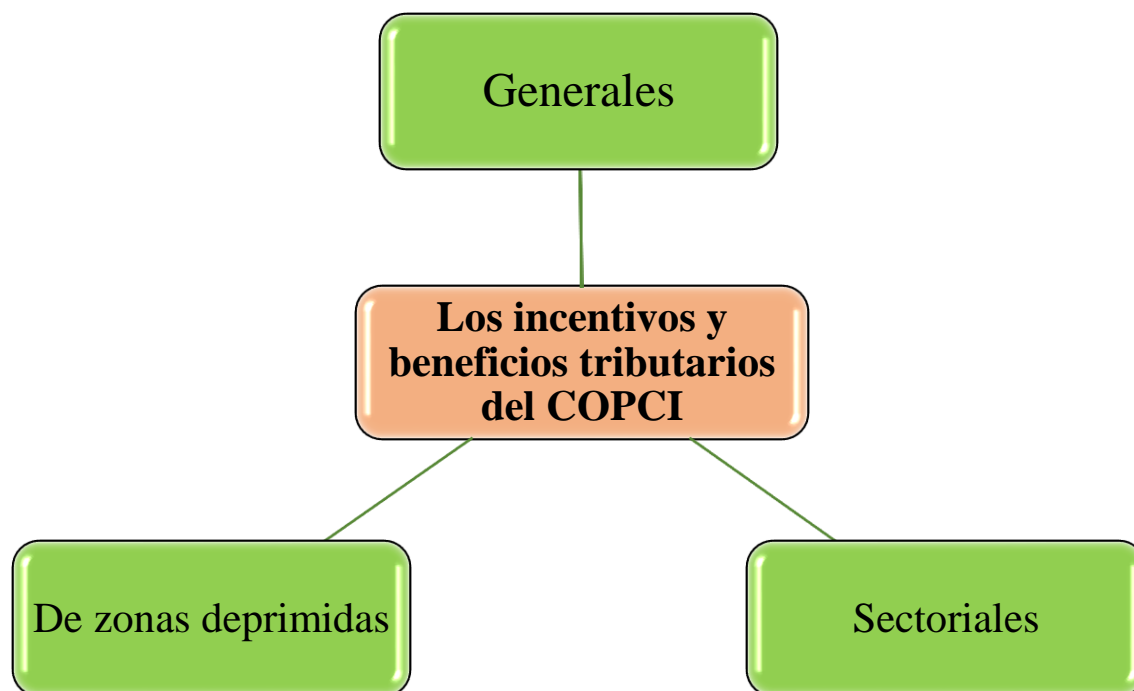 Generales
Los incentivos y
beneficios tributarios
del COPCI
De zonas deprimidas
Sectoriales